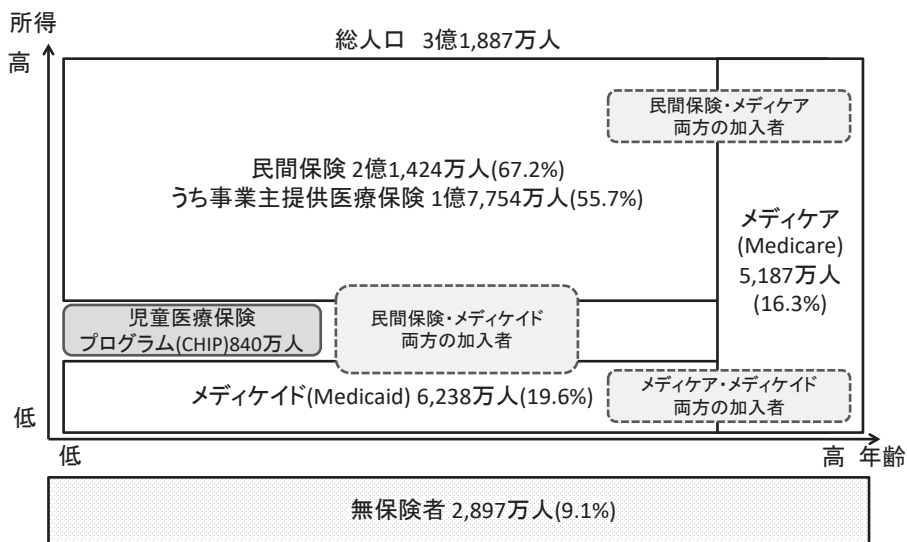 所得
高
総人口 3億1,887万人
民間保険・メディケア
両方の加入者
民間保険 2億1,424万人(67.2%)
うち事業主提供医療保険 1億7,754万人(55.7%)
メディケア
(Medicare)
5,187万人
(16.3%)
児童医療保険
プログラム(CHIP)840万人
民間保険・メディケイド
両方の加入者
メディケイド(Medicaid) 6,238万人(19.6%)
メディケア・メディケイド
両方の加入者
低
低
高 年齢
無保険者 2,897万人(9.1%)